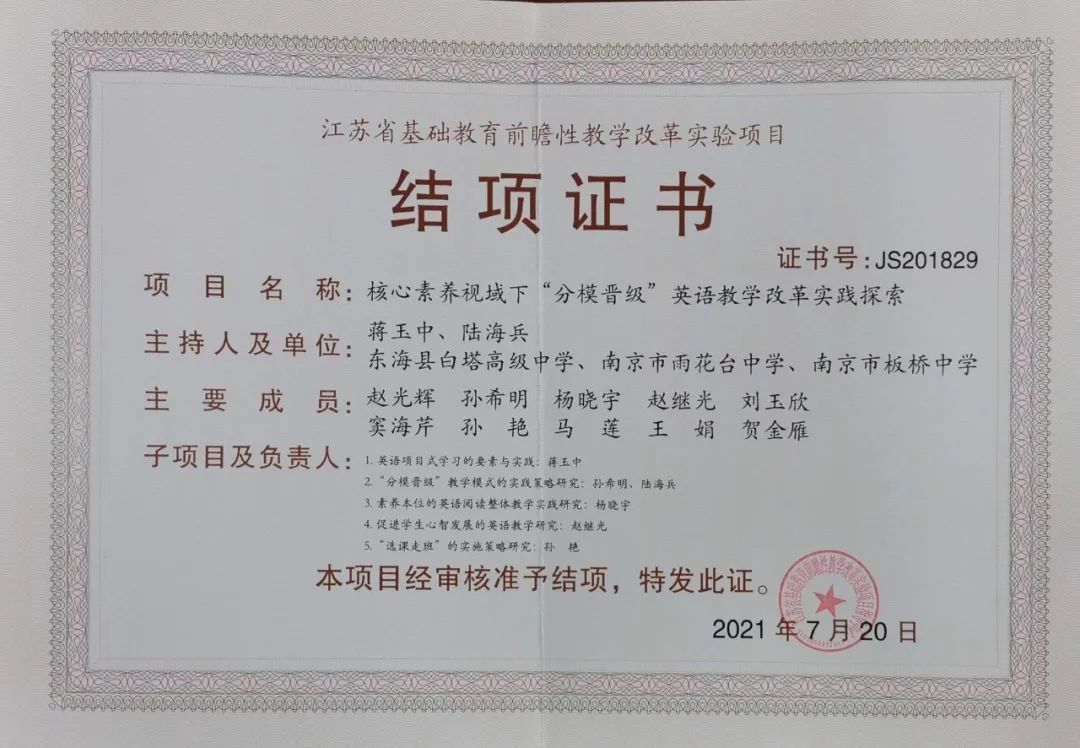 江苏省基础教育前瞻性教学改革实验项目
结项证书
证书号：JS201829
项目名称：核心素养视域下“分模晋级”英语教学改革实践探索
主持人及单位：蒋玉中、陆海兵
东海县白塔高级中学、南京市雨花台中学、南京市板桥中学
主要成员：赵光辉 孙希明 杨晓宇 赵继光 刘玉欣
窦海芹 孙艳 马莲 王娟 贺金雁
子项目及负责人：1. 英语项目式学习的要素与实践：蒋玉中
2. “分模晋级”教学模式的实践策略研究：孙希明、陆海兵
3. 素养本位的英语阅读整体教学实践研究：杨晓宇
4. 促进学生心智发展的英语教学研究：赵继光
5. “选课走班”的实施策略研究：孙艳
本项目经审核准予结项，特发此证。
2021年7月20日